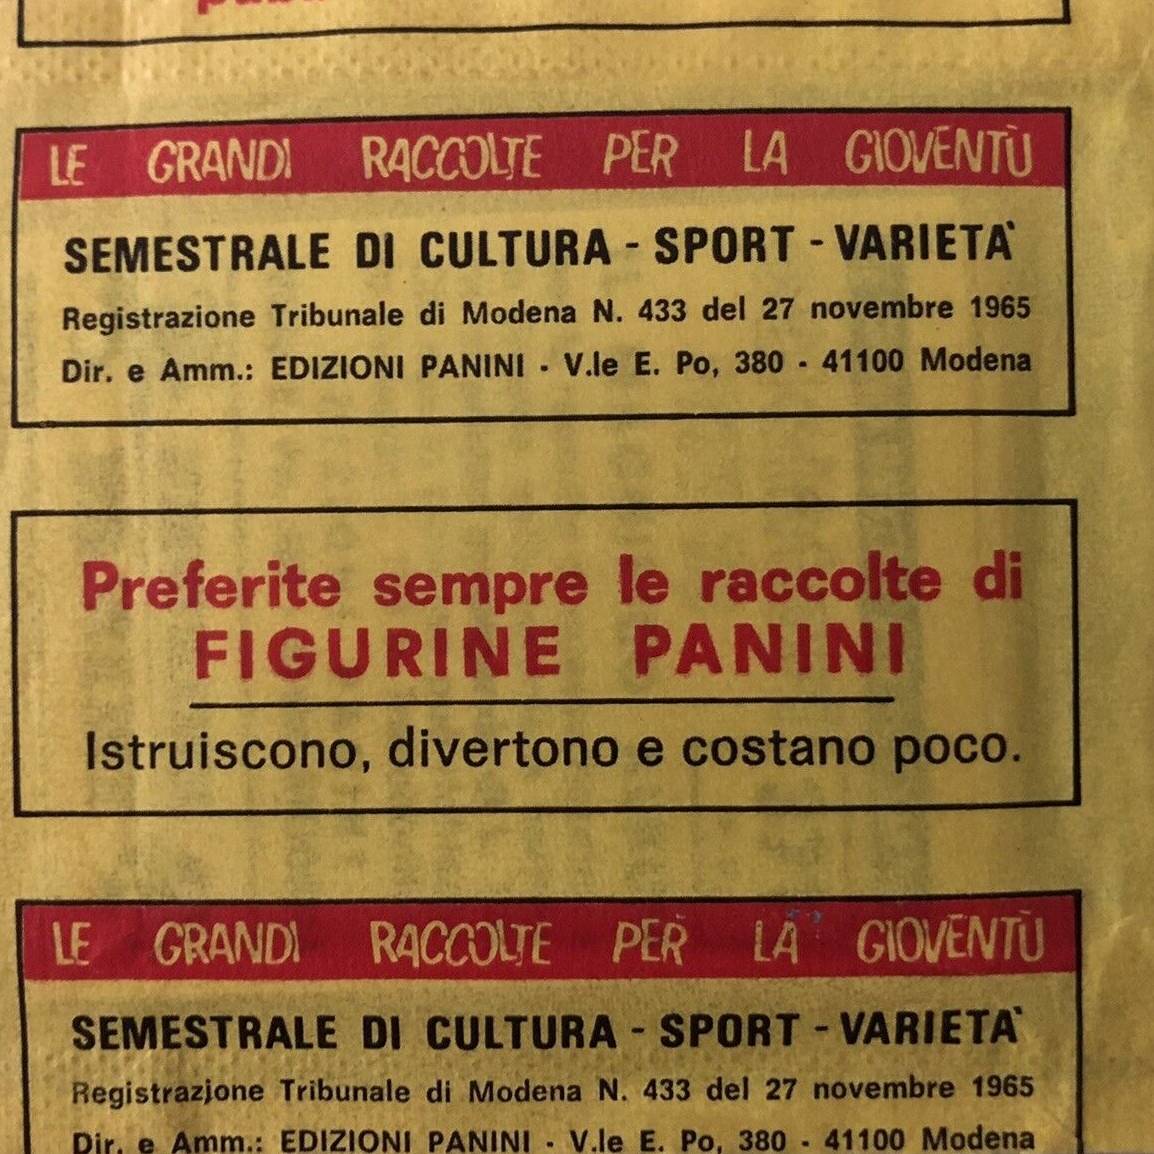 LE GRANDI RACCOLTE PER LA GIOVENTÙ
SEMESTRALE DI CULTURA - SPORT - VARIETA'
Registrazione Tribunale di Modena N. 433 del 27 novembre 1965
Dir. e Amm.: EDIZIONI PANINI - V.le E. Po, 380 - 41100 Modena
Preferite sempre le raccolte di
FIGURINE PANINI
Istruiscono, divertono e costano poco.
LE GRANDI RACCOLTE PER LA GIOVENTÙ
SEMESTRALE DI CULTURA - SPORT - VARIETA'
Registrazione Tribunale di Modena N. 433 del 27 novembre 1965
Dir. e Amm.: EDIZIONI PANINI - V.le E. Po, 380 - 41100 Modena